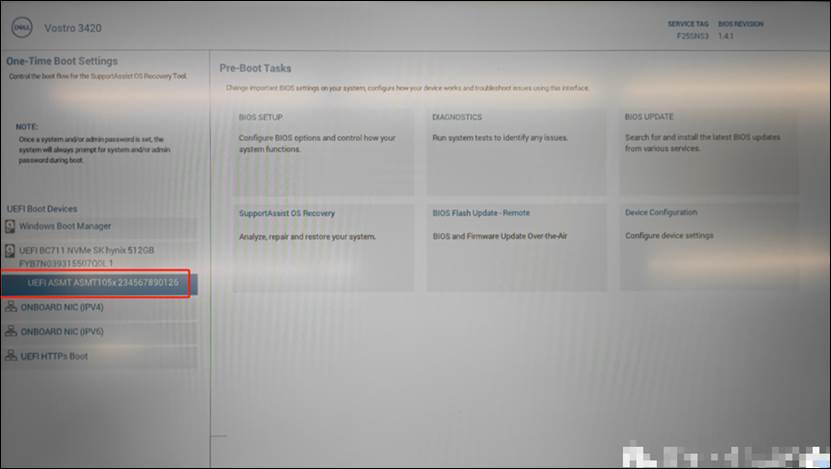 DELL
Vostro 3420
SERVICE TAG
F25SNS3
BIOS REVISION
1.4.1
One-Time Boot Settings
Control the boot flow for the SupportAssist OS Recovery Tool.
NOTE:
Once a system and/or admin password is set, the
system will always prompt for system and/or admin
password during boot.
UEFI Boot Devices
Windows Boot Manager
UEFI BC711 NVMe SK hynix 512GB
FYB7N039315507Q0L 1
UEFI ASMT ASMT105x 234567890126
ONBOARD NIC (IPV4)
ONBOARD NIC (IPV6)
UEFI HTTPs Boot
Pre-Boot Tasks
Change important BIOS settings on your system, configure how your device works and troubleshoot issues using this interface.
BIOS SETUP
Configure BIOS options and control how your
system functions.
DIAGNOSTICS
Run system tests to identify any issues.
BIOS UPDATE
Search for and install the latest BIOS updates
from various services.
SupportAssist OS Recovery
Analyze, repair and restore your system.
BIOS Flash Update - Remote
BIOS and Firmware Update Over-the-Air
Device Configuration
Configure device settings